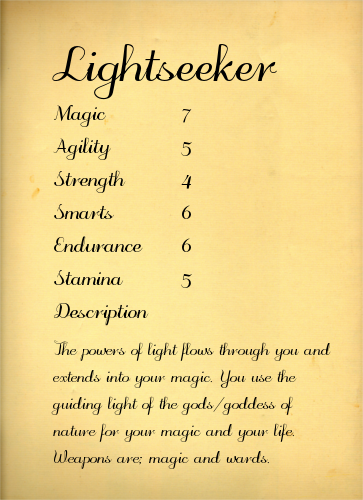 Lightseeker
Magic 7
Agility 5
Strength 4
Smarts 6
Endurance 6
Stamina 5
Description
The powers of light flows through you and
extends into your magic. You use the
guiding light of the gods/goddess of
nature for your magic and your life.
Weapons are; magic and wards.